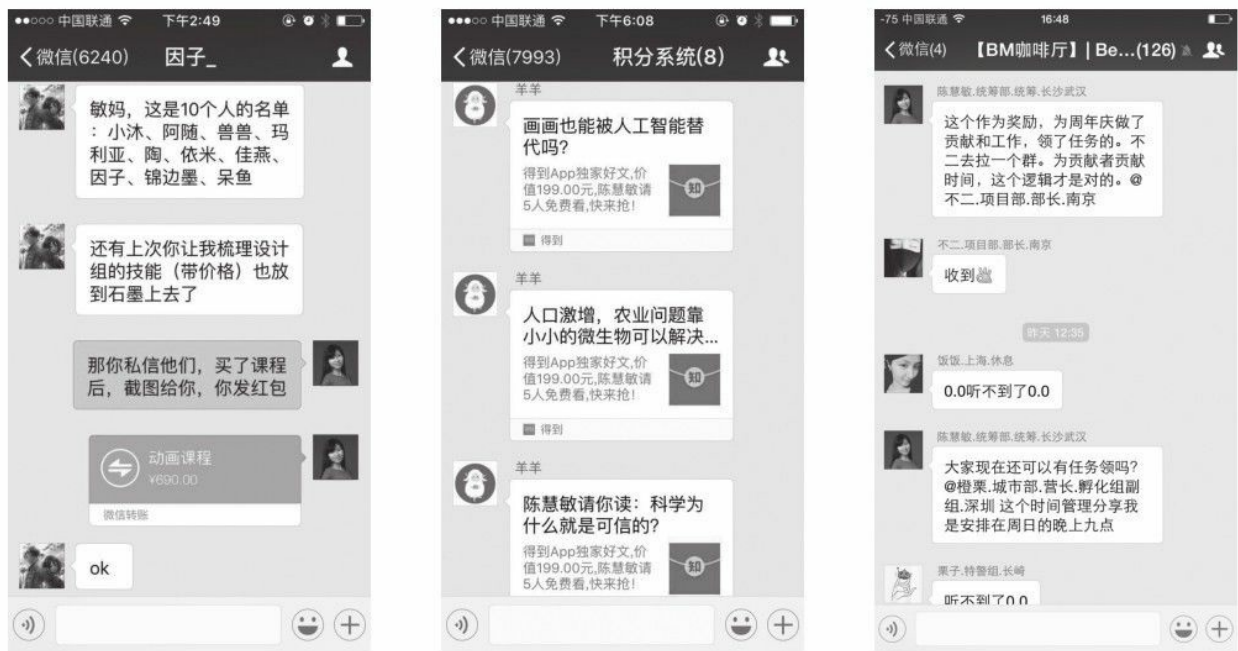 中国联通 下午2:49
微信(6240) 因子_
敏妈，这是10个人的名单
：小沐、阿随、兽兽、玛
利亚、陶、依米、佳燕、
因子、锦边墨、呆鱼
还有上次你让我梳理设计
组的技能（带价格）也放
到石墨上去了
那你私信他们，买了课程
后，截图给你，你发红包
动画课程
¥690.00
微信转账
ok
中国联通 下午6:08
微信(7993) 积分系统(8)
羊羊
画画也能被人工智能替
代吗？
得到App独家好文,价
值199.00元,陈慧敏请
5人免费看,快来抢!
知
得到
羊羊
人口激增，农业问题靠
小小的微生物可以解决...
得到App独家好文,价
值199.00元,陈慧敏请
5人免费看,快来抢!
知
得到
羊羊
陈慧敏请你读：科学为
什么就是可信的？
得到App独家好文,价
值199.00元,陈慧敏请
5人免费看,快来抢!
知
-75 中国联通 16:48
微信(4) 【BM咖啡厅】| Be...(126)
陈慧敏.统筹部.统筹.长沙武汉
这个作为奖励，为周年庆做了
贡献和工作，领了任务的。不
二去拉一个群。为贡献者贡献
时间，这个逻辑才是对的。@
不二.项目部.部长.南京
不二.项目部.部长.南京
收到
昨天 12:35
饭饭.上海.休息
0.0听不到了0.0
陈慧敏.统筹部.统筹.长沙武汉
大家现在还可以有任务领吗？
@橙栗.城市部.营长.孵化组副
组.深圳 这个时间管理分享我
是安排在周日的晚上九点
栗子.特警组.长崎
听不到了0.0